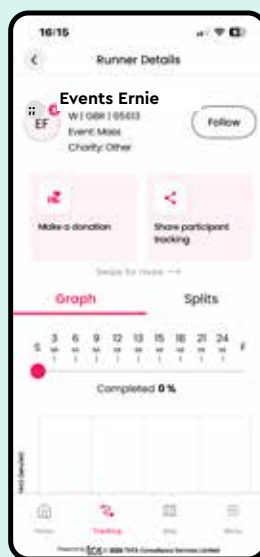 16:15
Runner Details
Events Ernie
EF
W | GBR | 65613
Event: Mass
Charity: Other
Follow
Make a donation
Share participant
tracking
Swipe for more
Graph
Splits
S 3 6 9 12 13 15 18 21 24 F
Completed 0 %
Home
Tracking
Map
Menu
Powered by TCS